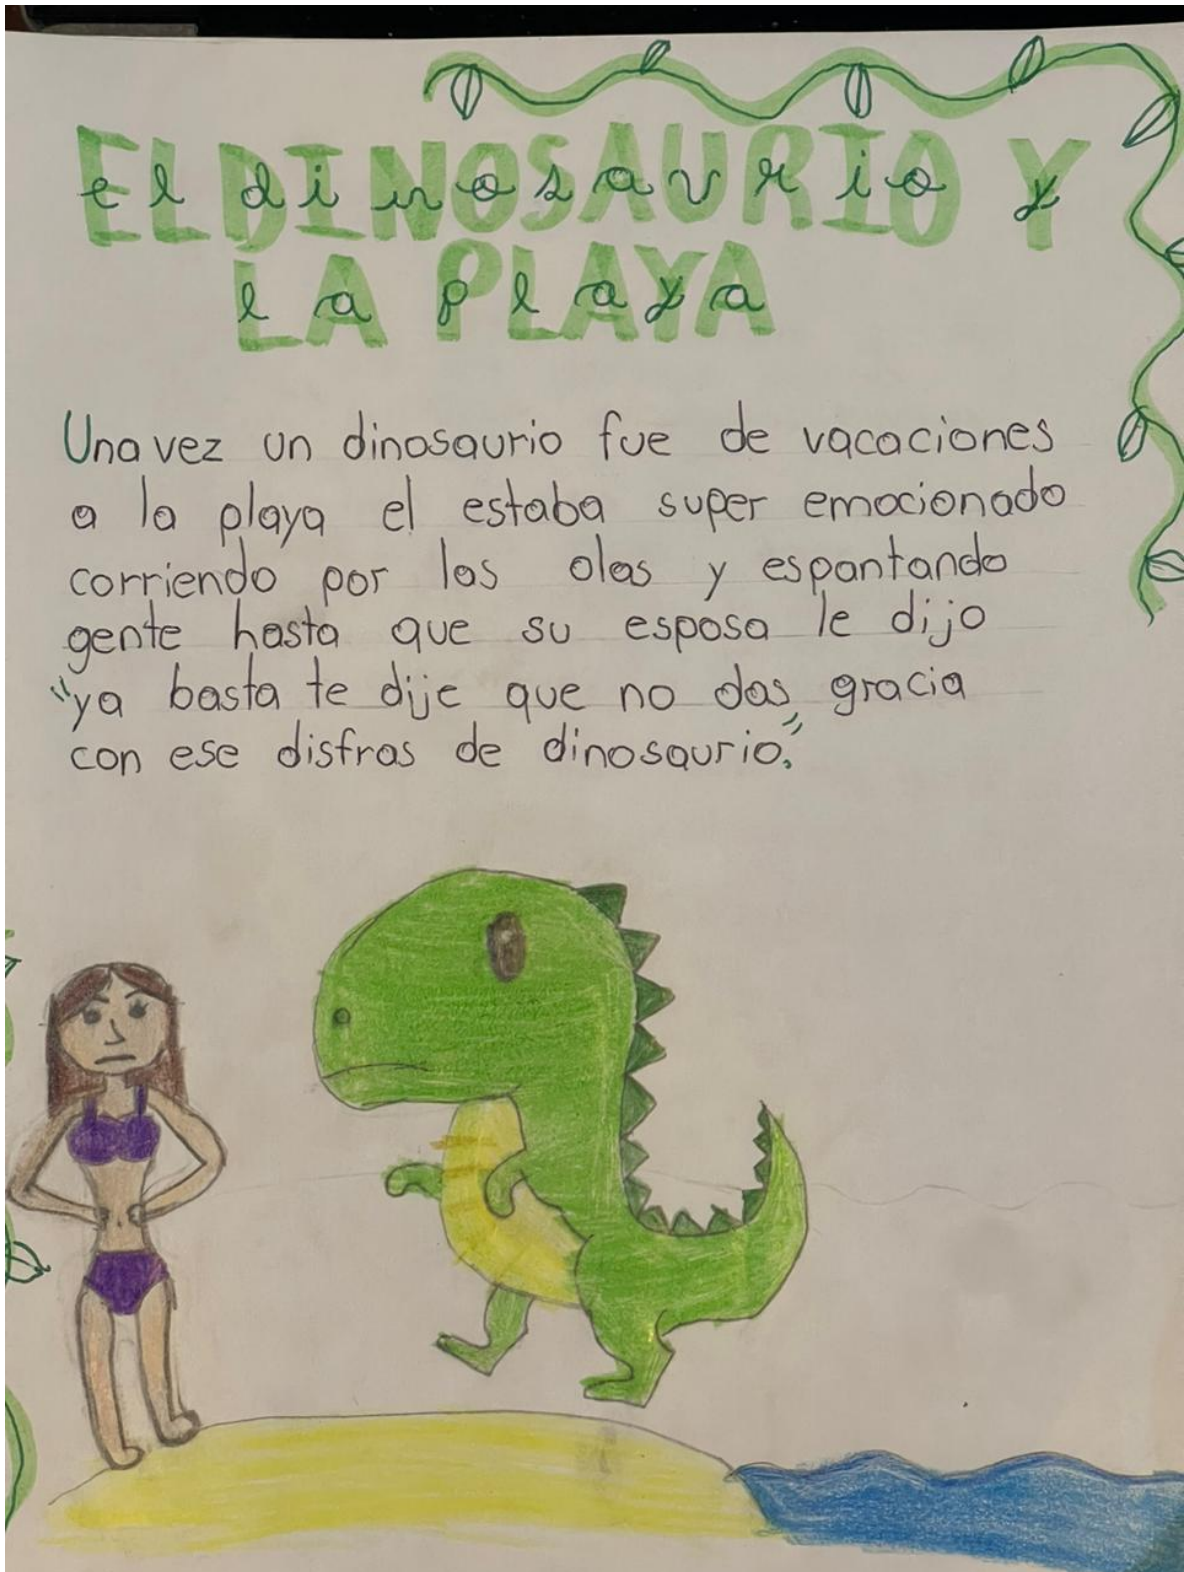 EL DINOSAURIO Y
el dinosaurio y
LA PLAYA
la playa
Una vez un dinosaurio fue de vacaciones
a la playa el estaba super emocionado
corriendo por las olas y espantando
gente hasta que su esposa le dijo
"ya basta te dije que no das gracia
con ese disfras de dinosaurio."